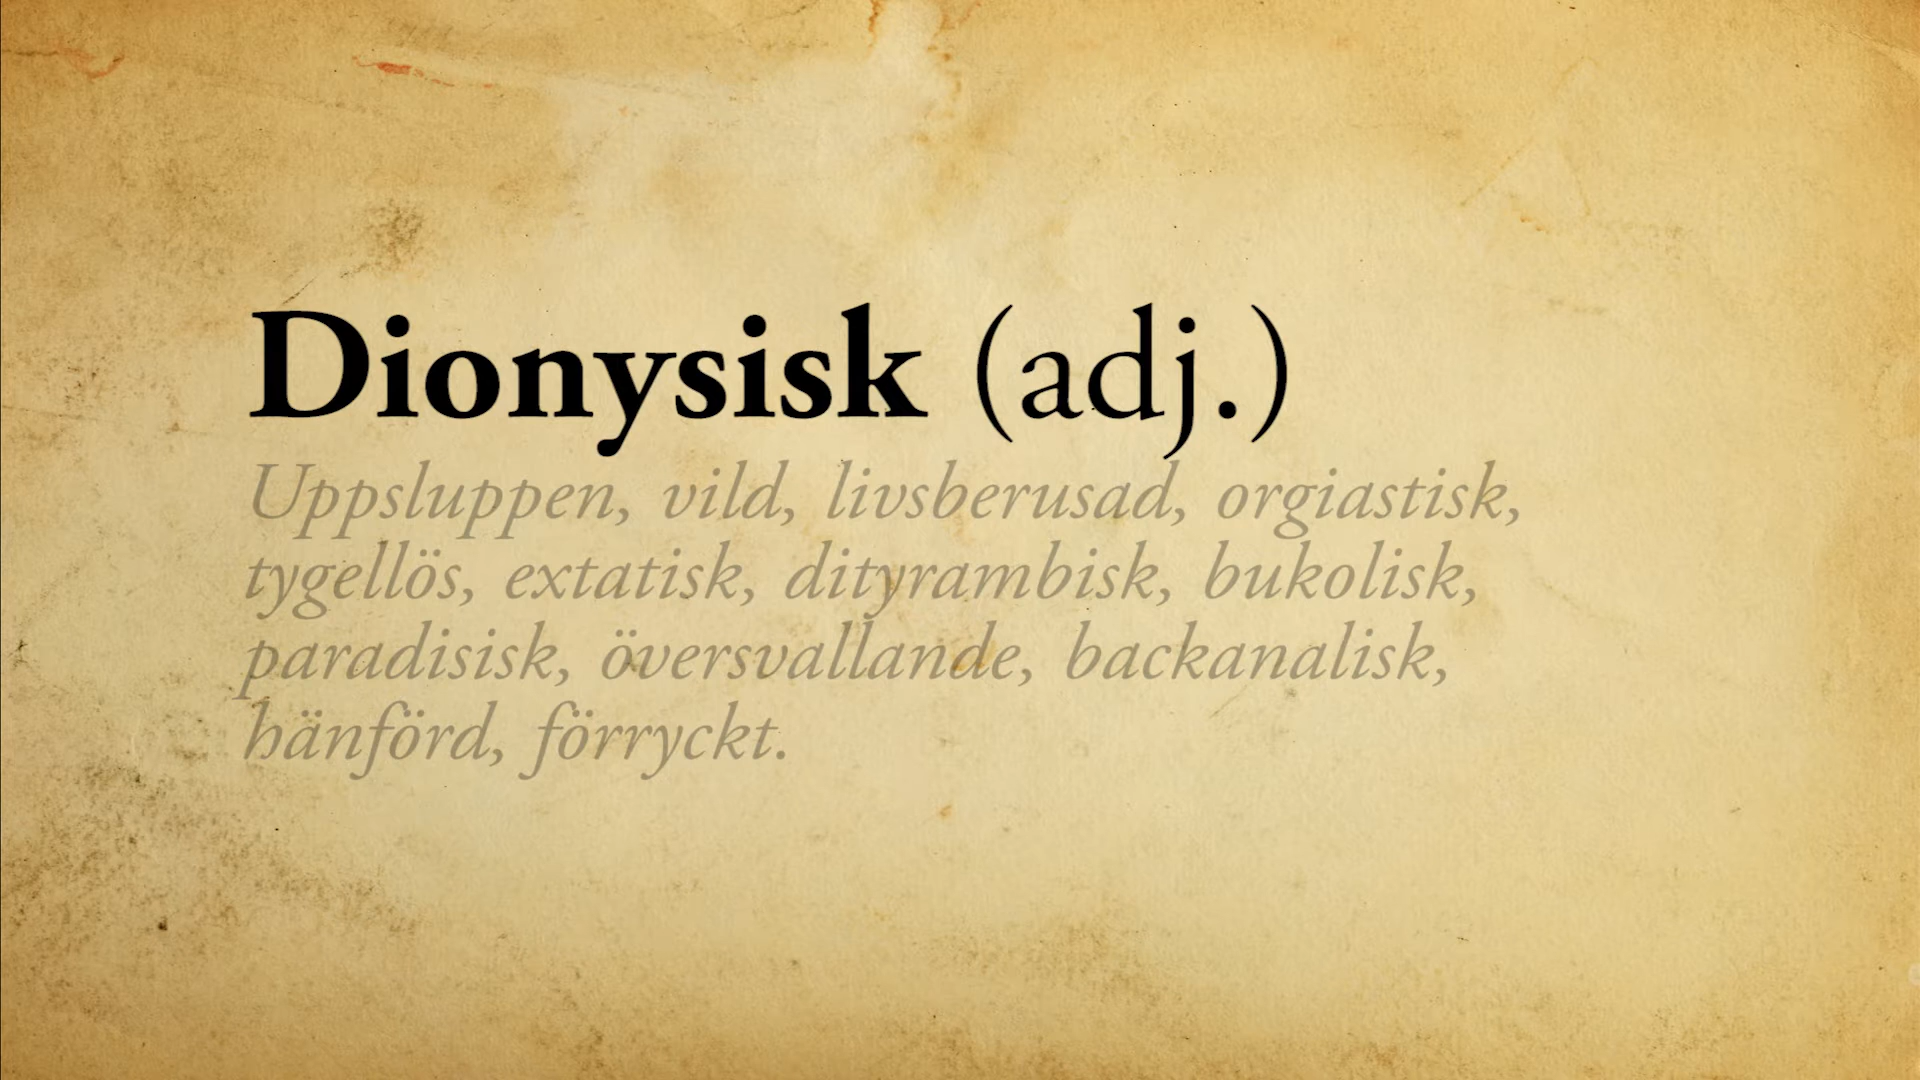 Dionysisk (adj.)
Uppsluppen, vild, livsberusad, orgiastisk,
tygellös, extatisk, dityrambisk, bukolisk,
paradisisk, översvallande, backanalisk,
hänförd, förryckt.